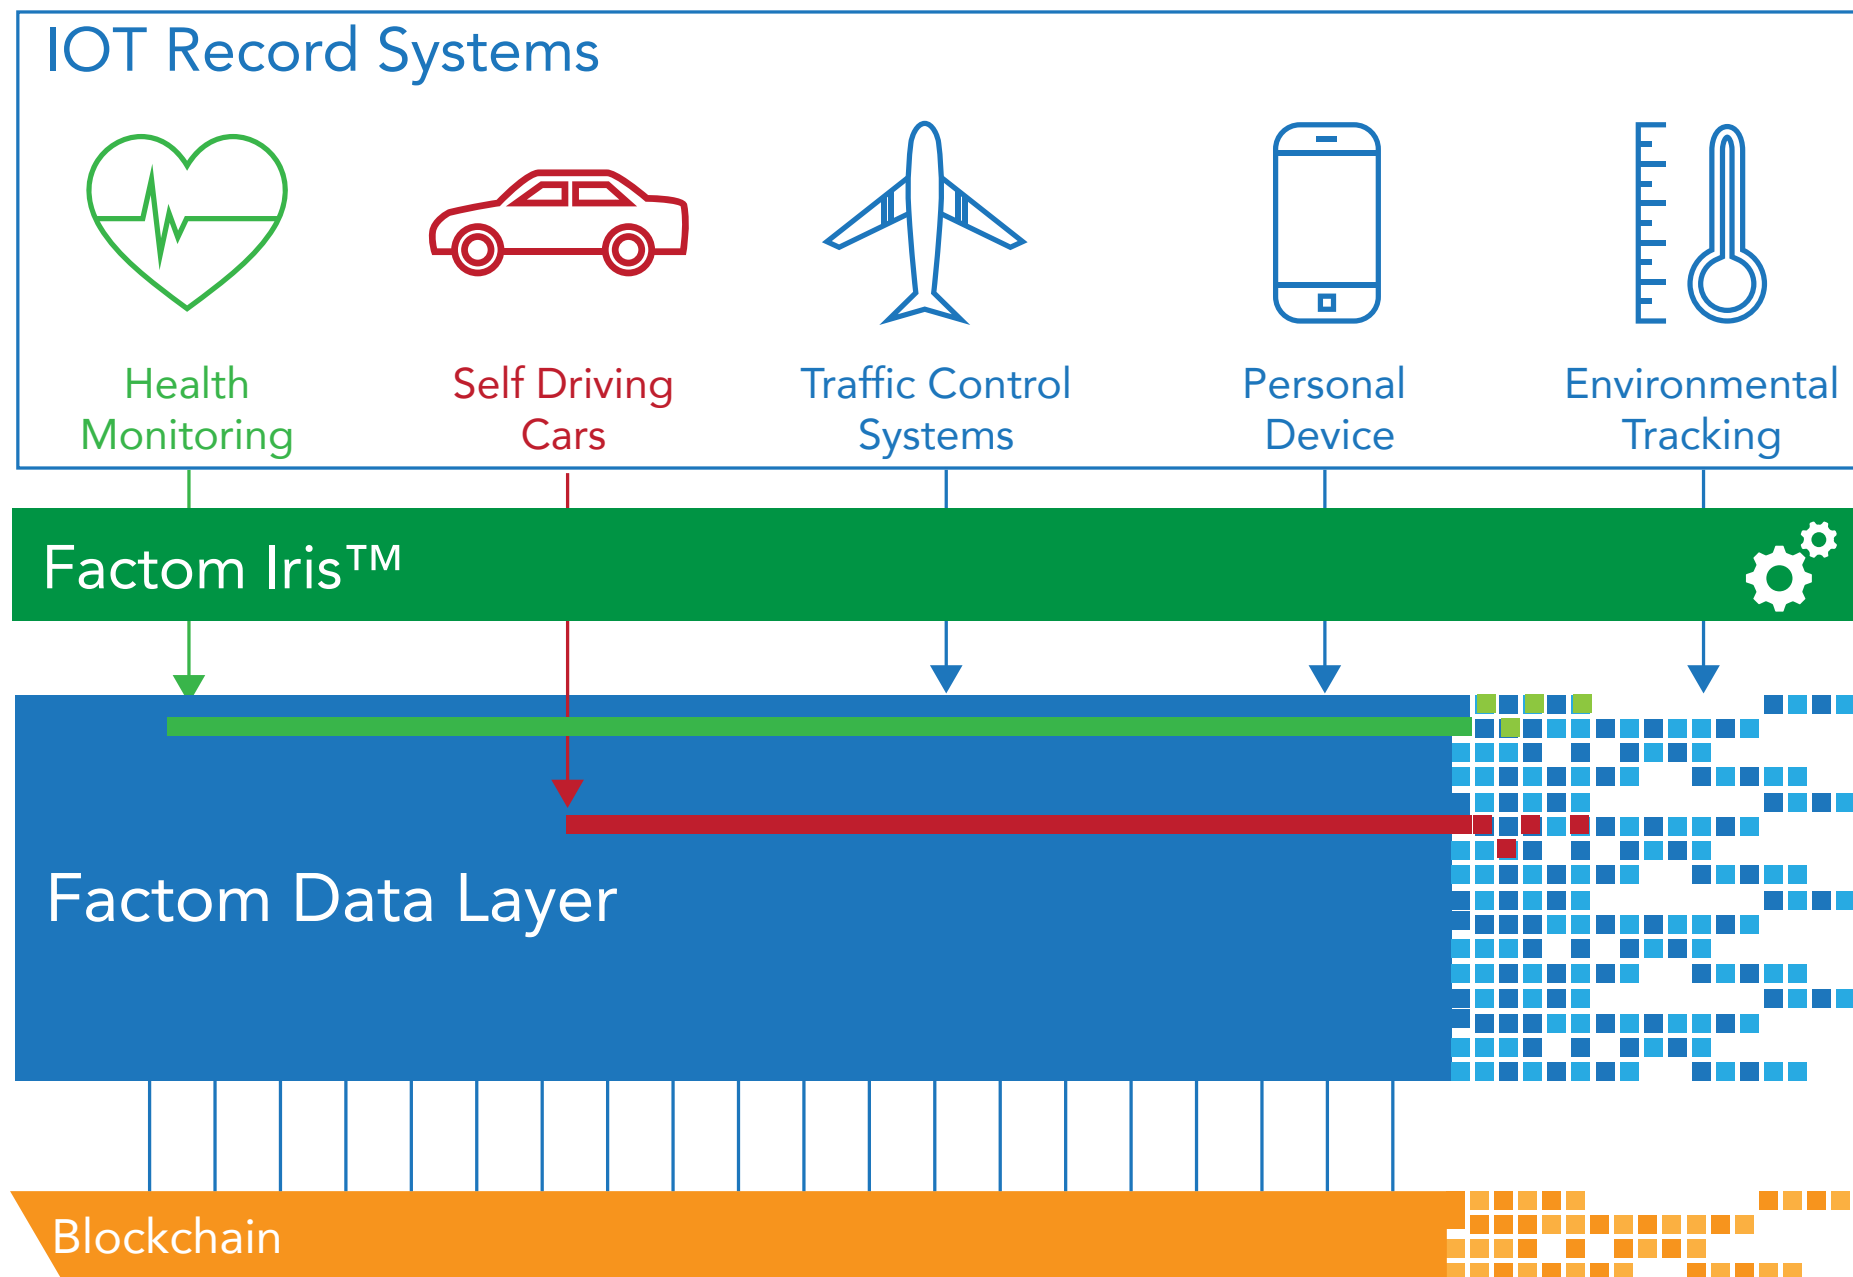 IOT Record Systems
Health
Monitoring
Self Driving
Cars
Traffic Control
Systems
Personal
Device
Environmental
Tracking
Factom Iris™
Factom Data Layer
Blockchain